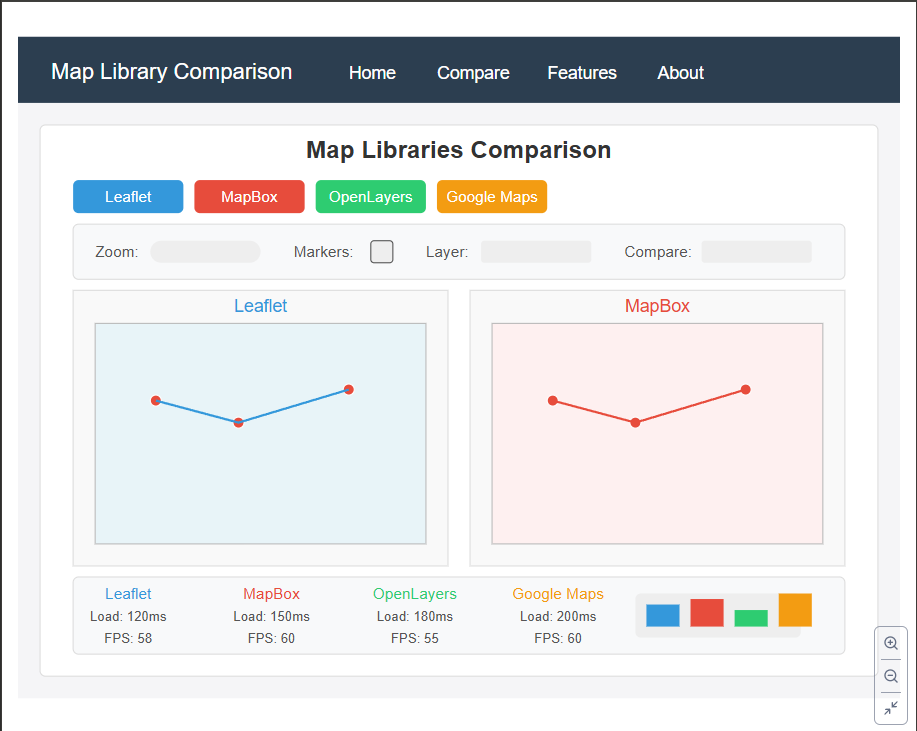 Map Library Comparison Home Compare Features About
Map Libraries Comparison
Leaflet MapBox OpenLayers Google Maps
Zoom: Markers: Layer: Compare:
Leaflet MapBox
Leaflet MapBox OpenLayers Google Maps
Load: 120ms Load: 150ms Load: 180ms Load: 200ms
FPS: 58 FPS: 60 FPS: 55 FPS: 60